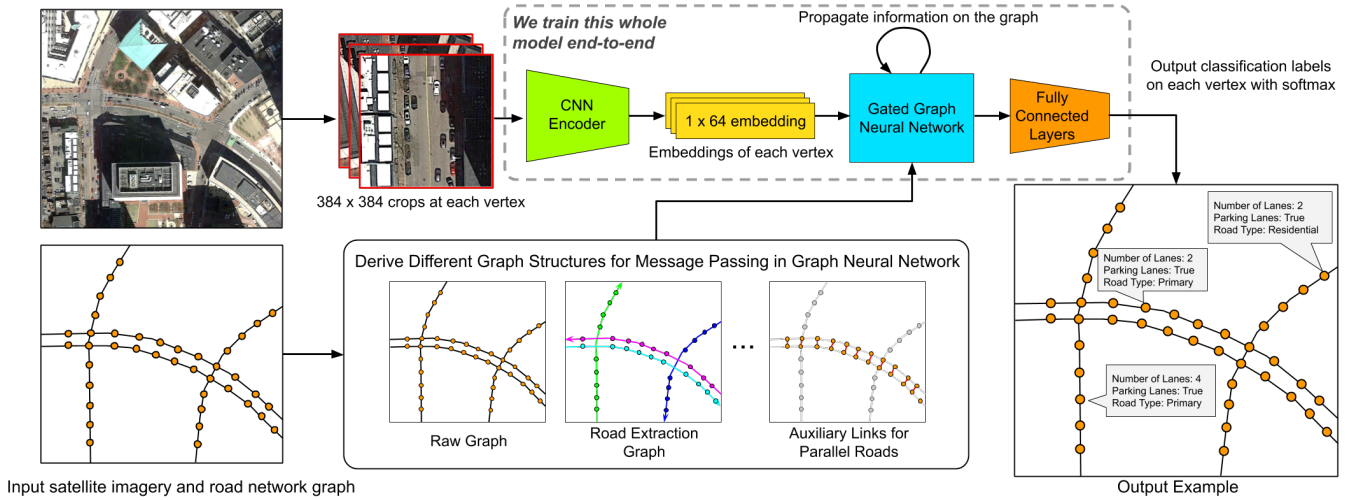 We train this whole
model end-to-end
Propagate information on the graph
CNN
Encoder
1 x 64 embedding
Embeddings of each vertex
Gated Graph
Neural Network
Fully
Connected
Layers
Output classification labels
on each vertex with softmax
384 x 384 crops at each vertex
Derive Different Graph Structures for Message Passing in Graph Neural Network
Raw Graph
Road Extraction
Graph
...
Auxiliary Links for
Parallel Roads
Number of Lanes: 2
Parking Lanes: True
Road Type: Residential
Number of Lanes: 2
Parking Lanes: True
Road Type: Primary
Number of Lanes: 4
Parking Lanes: True
Road Type: Primary
Input satellite imagery and road network graph
Output Example